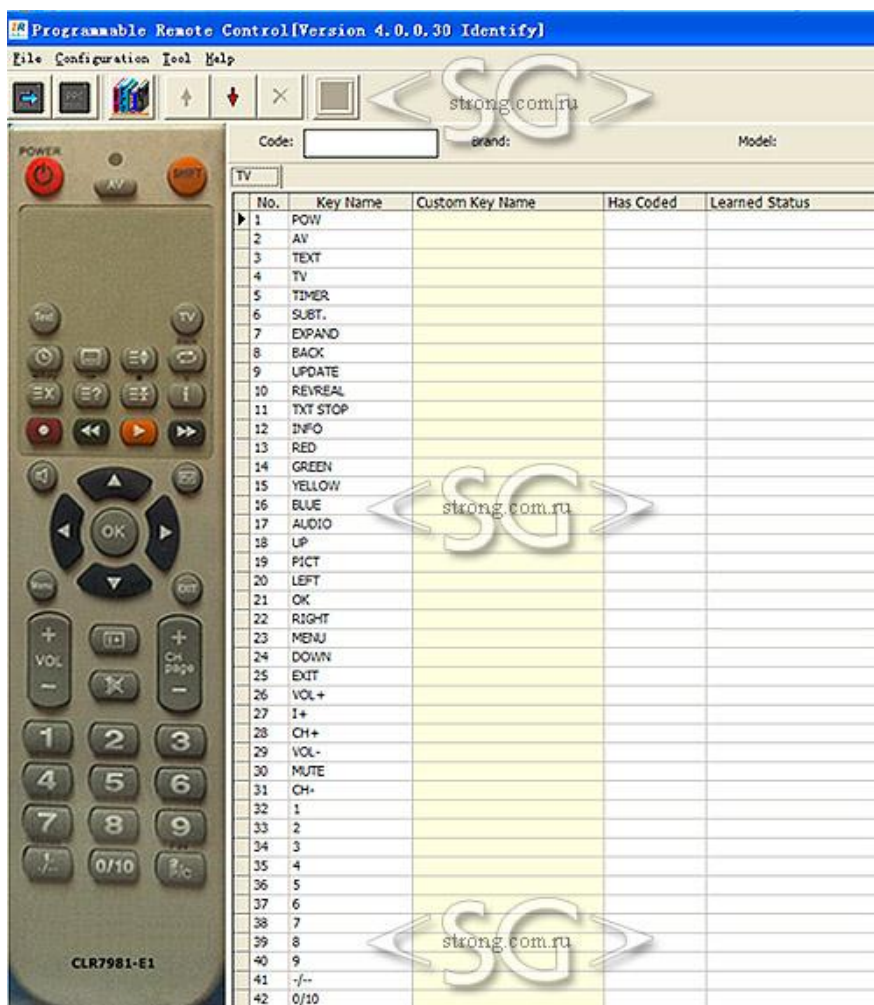 IR Programmable Remote Control[Version 4.0.0.30 Identify]
File Configuration Tool Help
SG
strong.com.ru
Code: Brand: Model:
TV
No. Key Name Custom Key Name Has Coded Learned Status
1 POW
2 AV
3 TEXT
4 TV
5 TIMER
6 SUBT.
7 EXPAND
8 BACK
9 UPDATE
10 REVREAL
11 TXT STOP
12 INFO
13 RED
14 GREEN
15 YELLOW
16 BLUE
17 AUDIO
18 UP
19 PICT
20 LEFT
21 OK
22 RIGHT
23 MENU
24 DOWN
25 EXIT
26 VOL+
27 I+
28 CH+
29 VOL-
30 MUTE
31 CH-
32 1
33 2
34 3
35 4
36 5
37 6
38 7
39 8
40 9
41 -/--
42 0/10
SG
strong.com.ru
SG
strong.com.ru
POWER
AV SHIFT
Text TV
OK
Menu EXIT
+ +
VOL CH
page
- -
1 2 3
4 5 6
7 8 9
-/-- 0/10
CLR7981-E1